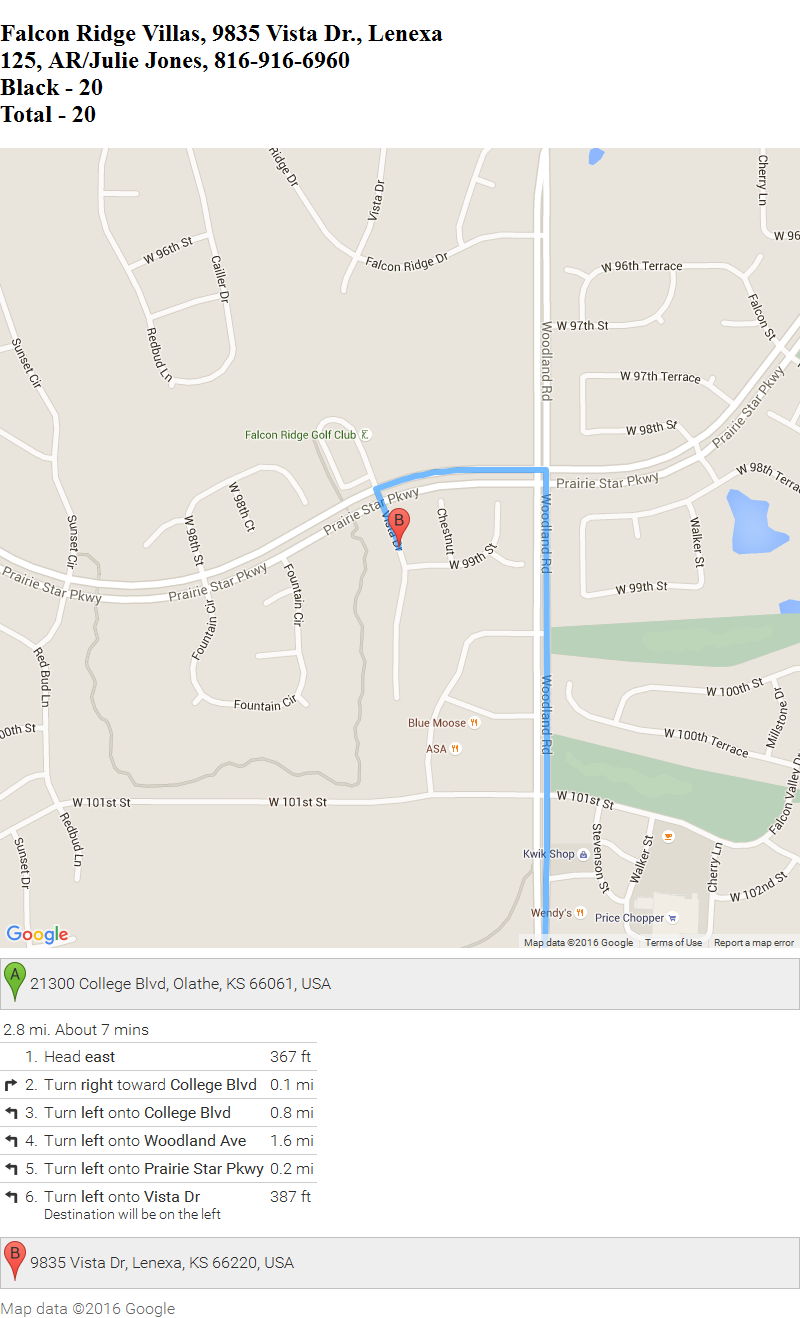 Falcon Ridge Villas, 9835 Vista Dr., Lenexa
125, AR/Julie Jones, 816-916-6960
Black - 20
Total - 20
Ridge Dr
Vista Dr
Cherry Ln
W 96th St
W 96
Cailler Dr
Falcon Ridge Dr
W 96th Terrace
Falcon St
W 97th St
Woodland Rd
Redbud Ln
Sunset Cir
W 97th Terrace
Prairie Star Pkwy
W 98th St
Falcon Ridge Golf Club
W 98th Terra
Prairie Star Pkwy
W 98th Ct
Prairie Star Pkwy
B
Vista Dr
Chestnut
Woodland Rd
Walker St
W 98th St
Sunset Cir
W 99th St
Prairie Star Pkwy
Prairie Star Pkwy
Fountain Cir
W 99th St
Fountain Cir
Red Bud Ln
Woodland Rd
W 100th St
Millstone Dr
Fountain Cir
Blue Moose
00th St
W 100th Terrace
ASA
Falcon Valley Dr
W 101st St
W 101st St
W 101st St
Redbud Ln
Sunset Dr
Stevenson St
Walker St
Cherry Ln
Kwik Shop
W 102nd St
Wendy's
Price Chopper
Google
Map data ©2016 Google
Terms of Use
Report a map error
A
21300 College Blvd, Olathe, KS 66061, USA
2.8 mi. About 7 mins
1. Head east 367 ft
2. Turn right toward College Blvd 0.1 mi
3. Turn left onto College Blvd 0.8 mi
4. Turn left onto Woodland Ave 1.6 mi
5. Turn left onto Prairie Star Pkwy 0.2 mi
6. Turn left onto Vista Dr 387 ft
Destination will be on the left
B
9835 Vista Dr, Lenexa, KS 66220, USA
Map data ©2016 Google